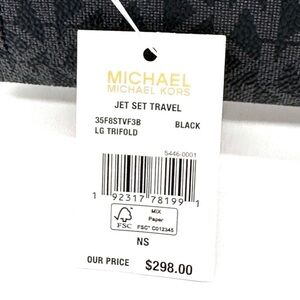 MICHAEL
MICHAEL KORS
JET SET TRAVEL
35F8STVF3B BLACK
LG TRIFOLD
5446-0001
1 92317 78199 1
FSC
MIX
Paper
FSC® C012345
NS
OUR PRICE $298.00